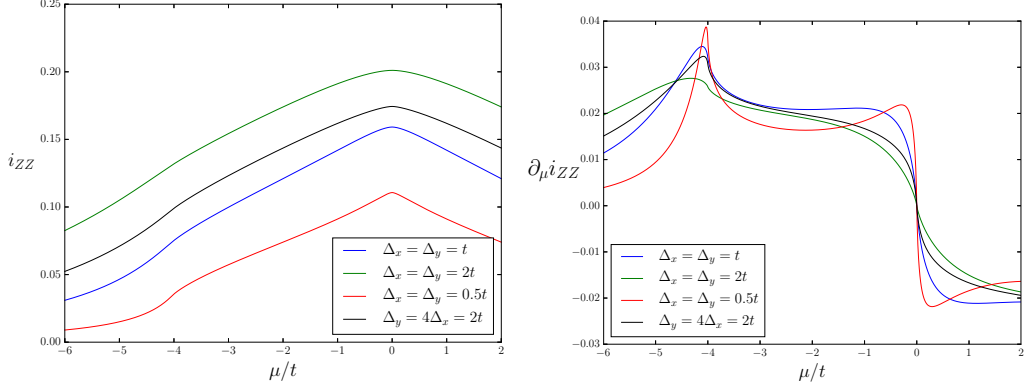 0.25
0.20
0.15
0.10
0.05
0.00
i_{ZZ}
−6 −5 −4 −3 −2 −1 0 1 2
μ/t
Δ_x = Δ_y = t
Δ_x = Δ_y = 2t
Δ_x = Δ_y = 0.5t
Δ_y = 4Δ_x = 2t
0.04
0.03
0.02
0.01
0.00
−0.01
−0.02
−0.03
∂_μ i_{ZZ}
−6 −5 −4 −3 −2 −1 0 1 2
μ/t
Δ_x = Δ_y = t
Δ_x = Δ_y = 2t
Δ_x = Δ_y = 0.5t
Δ_y = 4Δ_x = 2t